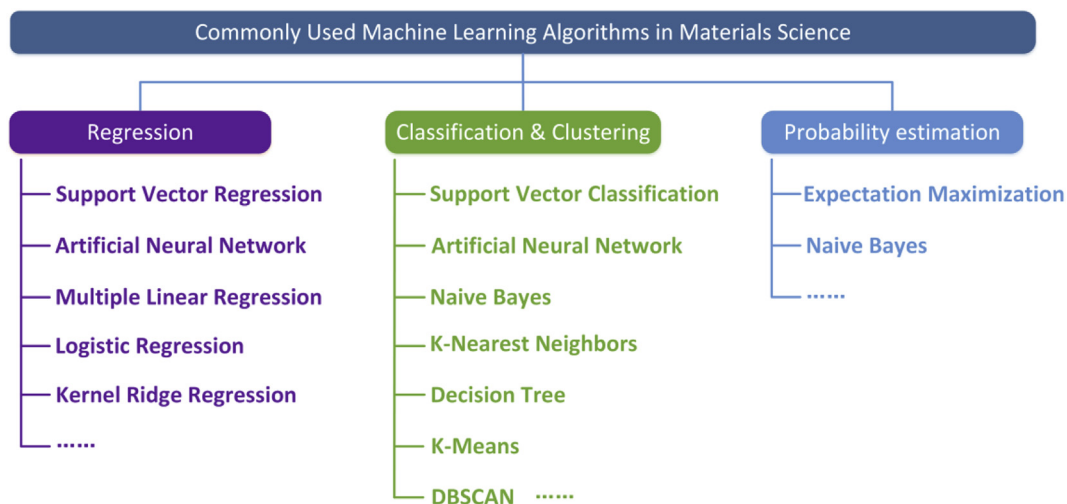 Commonly Used Machine Learning Algorithms in Materials Science
Regression
Support Vector Regression
Artificial Neural Network
Multiple Linear Regression
Logistic Regression
Kernel Ridge Regression
……
Classification & Clustering
Support Vector Classification
Artificial Neural Network
Naive Bayes
K-Nearest Neighbors
Decision Tree
K-Means
DBSCAN ……
Probability estimation
Expectation Maximization
Naive Bayes
……